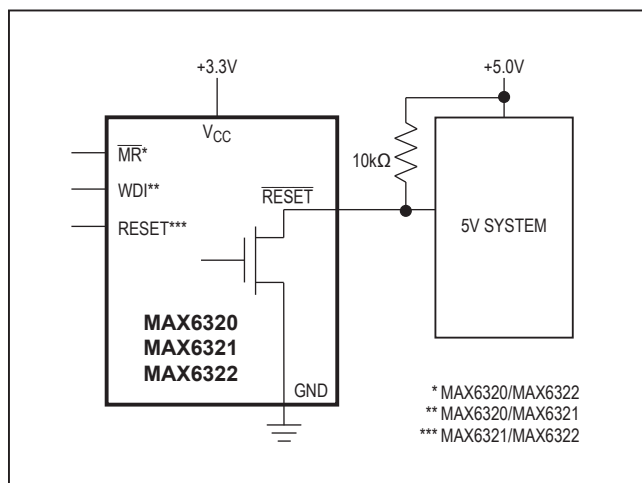 +3.3V
+5.0V
VCC
MR*
10kΩ
WDI**
RESET
RESET***
5V SYSTEM
MAX6320
MAX6321
MAX6322
GND
* MAX6320/MAX6322
** MAX6320/MAX6321
*** MAX6321/MAX6322